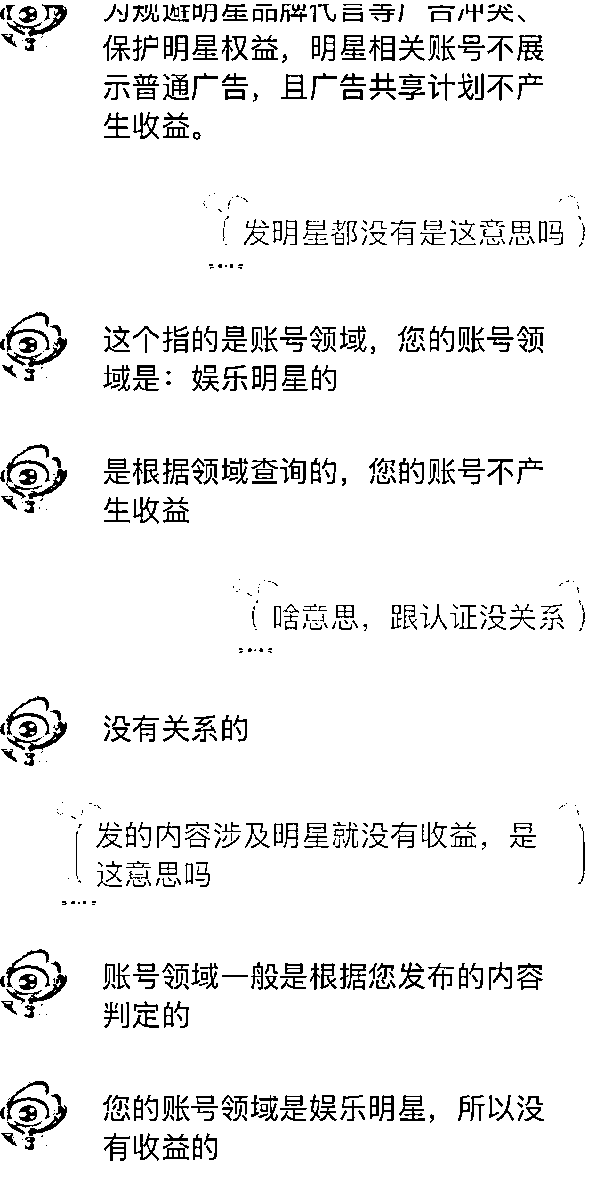 为规避明星品牌代言等广告冲突、
保护明星权益，明星相关账号不展
示普通广告，且广告共享计划不产
生收益。
发明星都没有是这意思吗
这个指的是账号领域，您的账号领
域是：娱乐明星的
是根据领域查询的，您的账号不产
生收益
啥意思，跟认证没关系
没有关系的
发的内容涉及明星就没有收益，是
这意思吗
账号领域一般是根据您发布的内容
判定的
您的账号领域是娱乐明星，所以没
有收益的